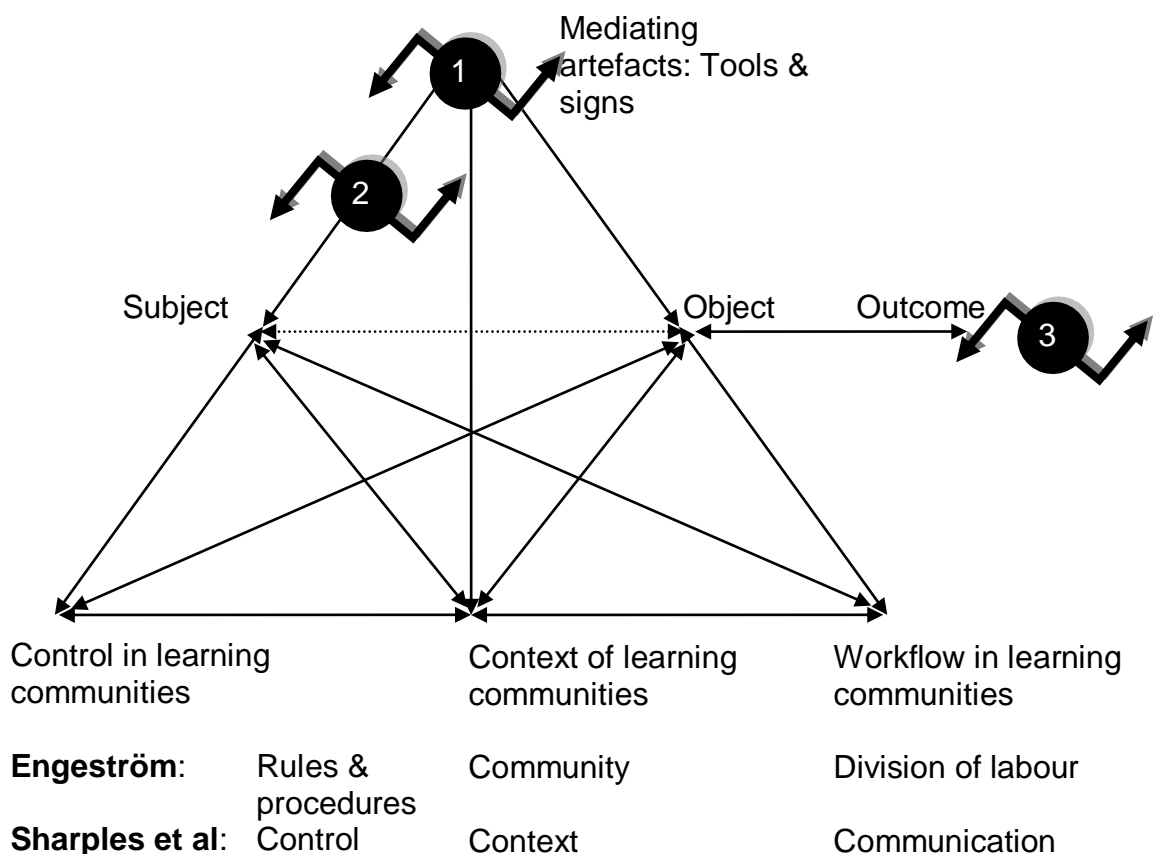 Mediating
artefacts: Tools &
signs
1
2
Subject
Object
Outcome
3
Control in learning
communities
Context of learning
communities
Workflow in learning
communities
Engeström:
Rules &
procedures
Community
Division of labour
Sharples et al:
Control
Context
Communication